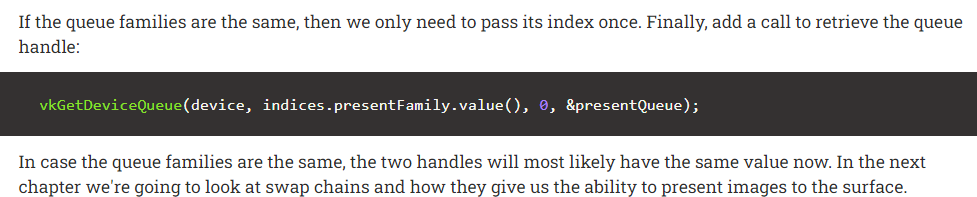 If the queue families are the same, then we only need to pass its index once. Finally, add a call to retrieve the queue
handle:
vkGetDeviceQueue(device, indices.presentFamily.value(), 0, &presentQueue);
In case the queue families are the same, the two handles will most likely have the same value now. In the next
chapter we're going to look at swap chains and how they give us the ability to present images to the surface.